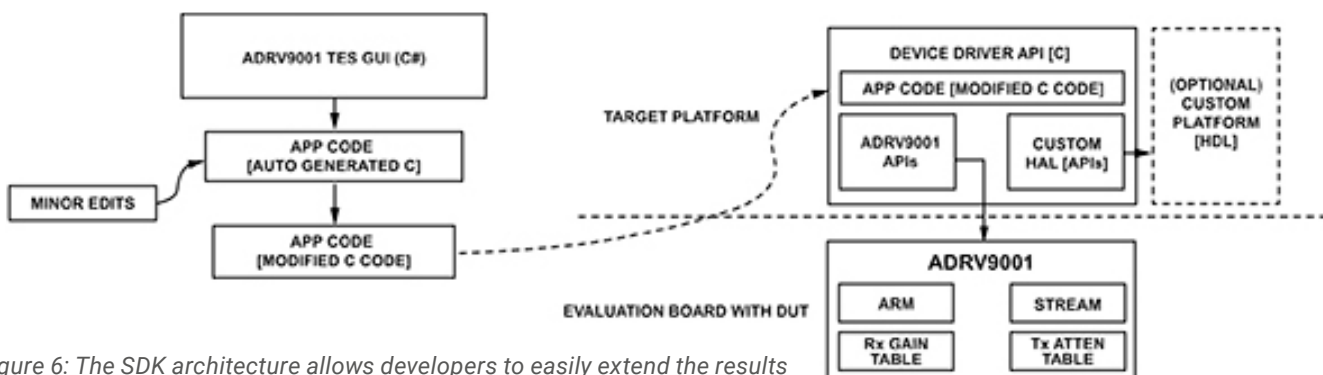 ADRV9001 TES GUI (C#)
APP CODE
[AUTO GENERATED C]
MINOR EDITS
APP CODE
[MODIFIED C CODE]
TARGET PLATFORM
DEVICE DRIVER API [C]
APP CODE [MODIFIED C CODE]
ADRV9001
APIs
CUSTOM
HAL [APIs]
(OPTIONAL)
CUSTOM
PLATFORM
[HDL]
EVALUATION BOARD WITH DUT
ADRV9001
ARM
STREAM
Rx GAIN
TABLE
Tx ATTEN
TABLE
gure 6: The SDK architecture allows developers to easily extend the results